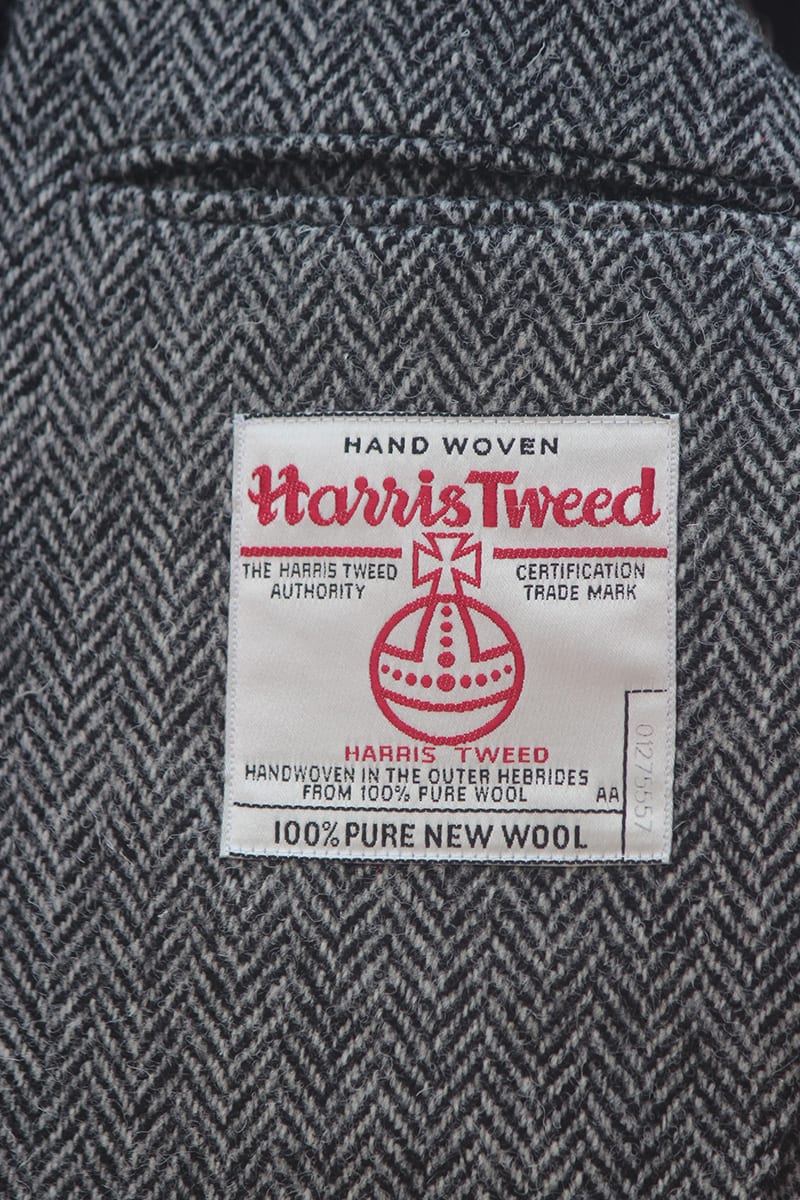 HAND WOVEN
Harris Tweed
THE HARRIS TWEED
AUTHORITY
CERTIFICATION
TRADE MARK
HARRIS TWEED
HANDWOVEN IN THE OUTER HEBRIDES
FROM 100% PURE WOOL
AA
01275557
100% PURE NEW WOOL